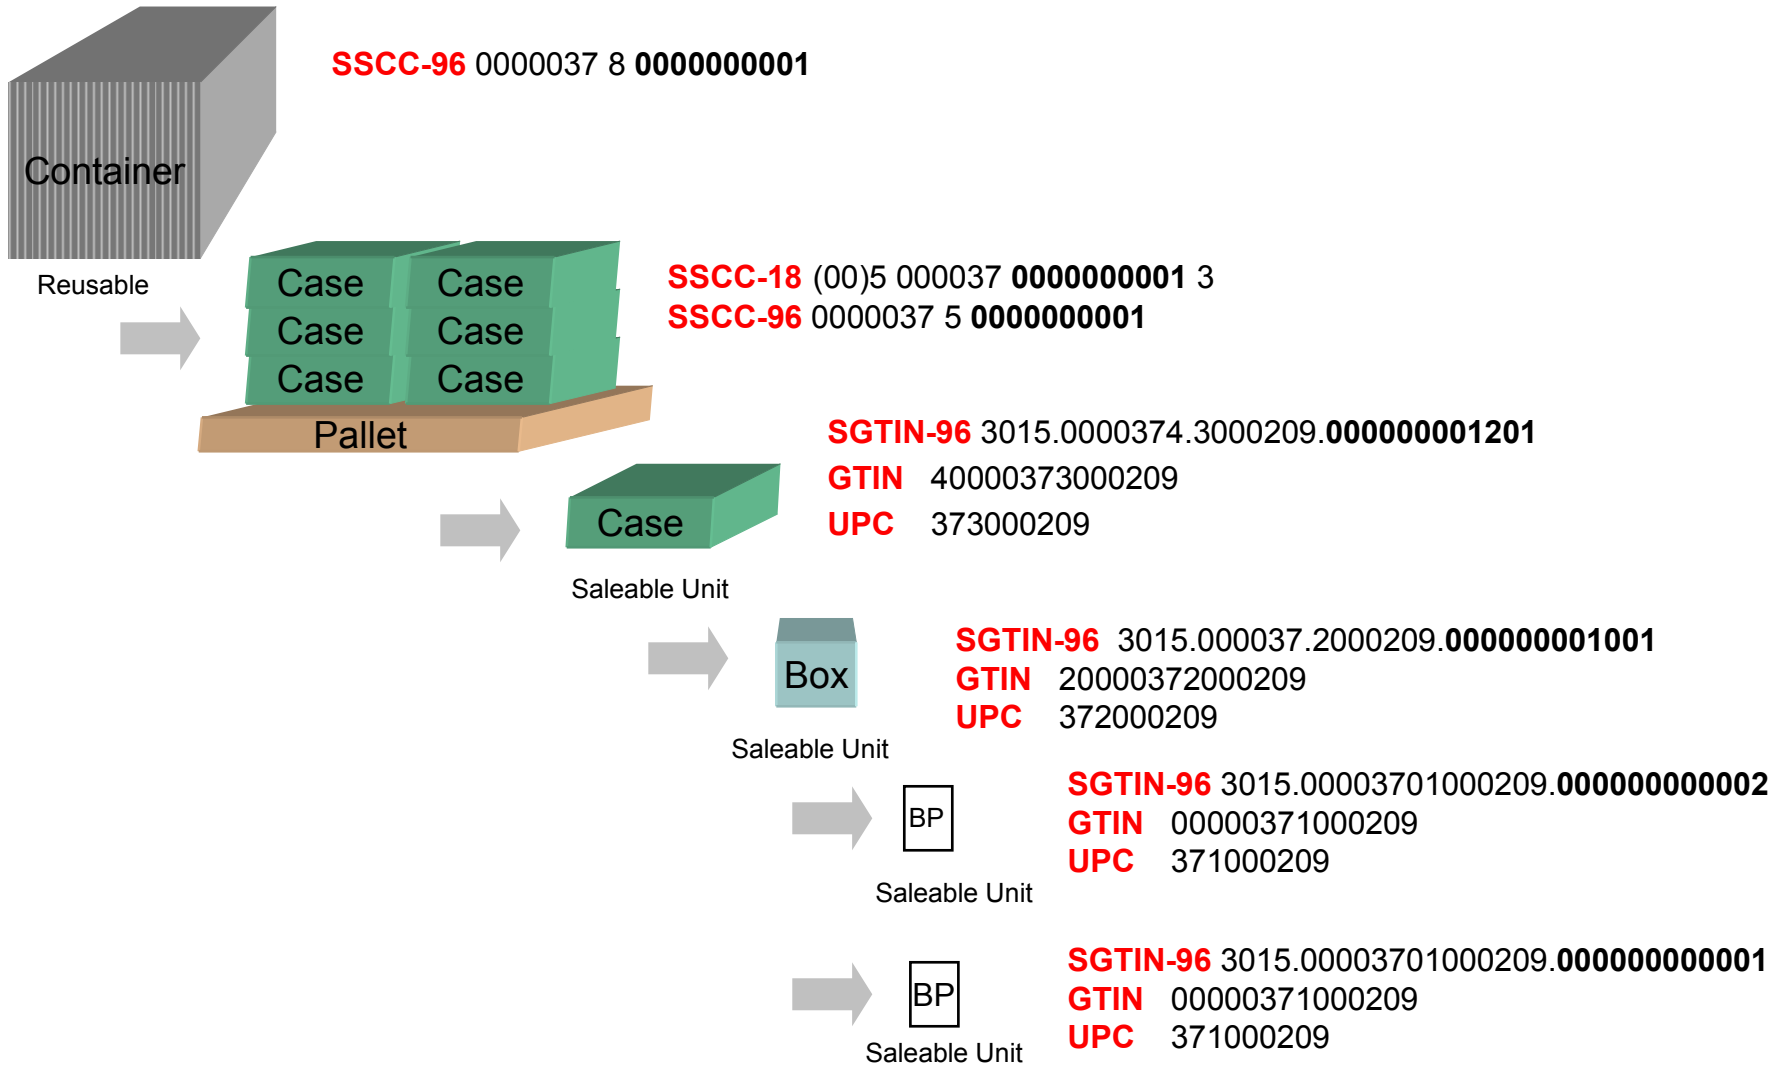 SSCC-96 0000037 8 0000000001
Container
Reusable
Case Case
Case Case
Case Case
Pallet
SSCC-18 (00)5 000037 0000000001 3
SSCC-96 0000037 5 0000000001
SGTIN-96 3015.0000374.3000209.000000001201
GTIN 40000373000209
UPC 373000209
Case
Saleable Unit
SGTIN-96 3015.000037.2000209.000000001001
GTIN 20000372000209
UPC 372000209
Box
Saleable Unit
SGTIN-96 3015.00003701000209.000000000002
GTIN 00000371000209
UPC 371000209
BP
Saleable Unit
SGTIN-96 3015.00003701000209.000000000001
GTIN 00000371000209
UPC 371000209
BP
Saleable Unit